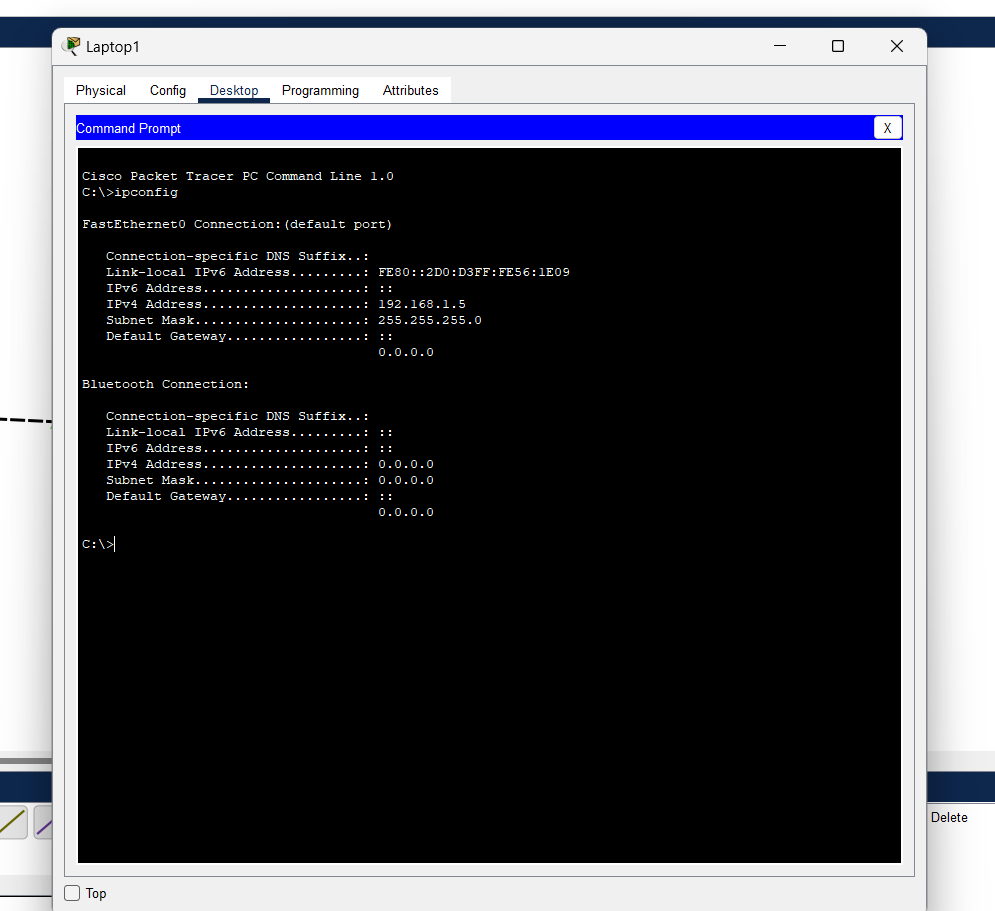 Laptop1
Physical Config Desktop Programming Attributes
Command Prompt X
Cisco Packet Tracer PC Command Line 1.0
C:\>ipconfig
FastEthernet0 Connection:(default port)
Connection-specific DNS Suffix..:
Link-local IPv6 Address.........: FE80::2D0:D3FF:FE56:1E09
IPv6 Address....................: ::
IPv4 Address....................: 192.168.1.5
Subnet Mask.....................: 255.255.255.0
Default Gateway.................: ::
0.0.0.0
Bluetooth Connection:
Connection-specific DNS Suffix..:
Link-local IPv6 Address.........: ::
IPv6 Address....................: ::
IPv4 Address....................: 0.0.0.0
Subnet Mask.....................: 0.0.0.0
Default Gateway.................: ::
0.0.0.0
C:\>
Delete
Top